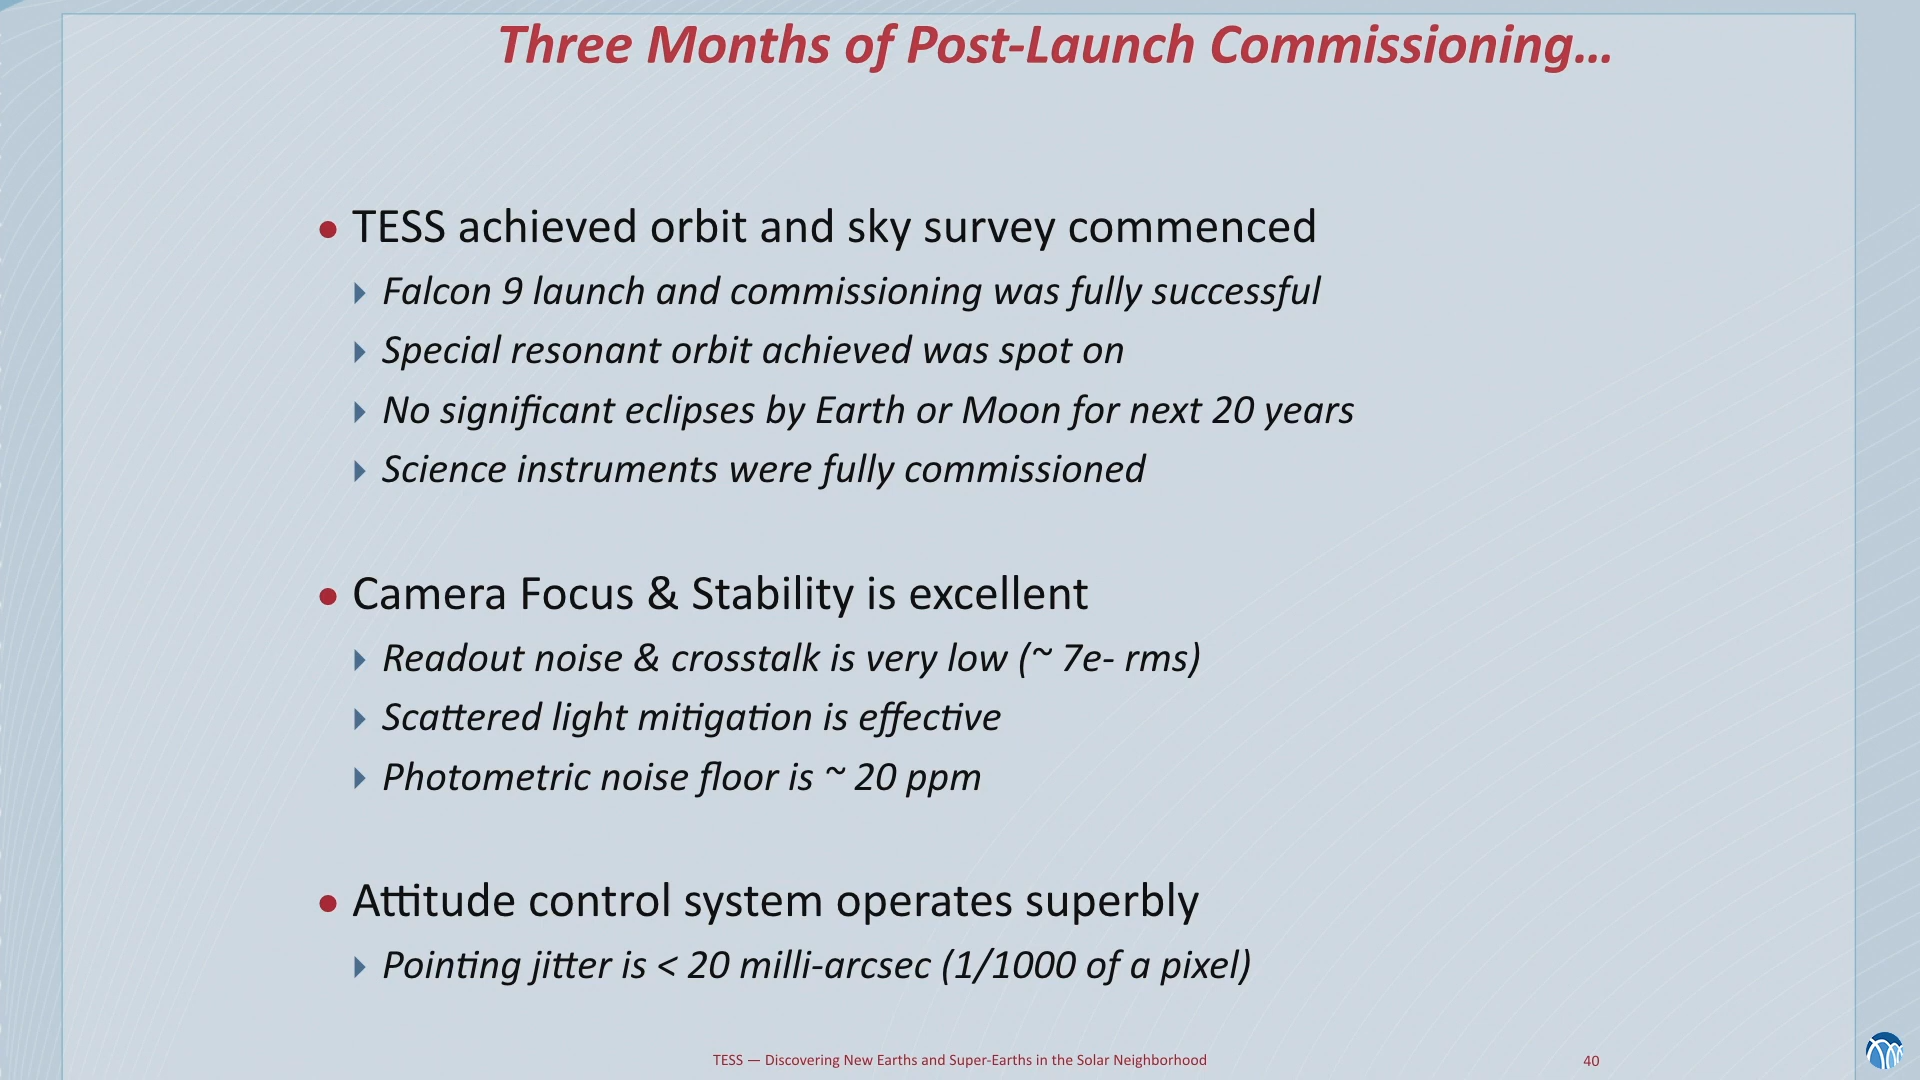 Three Months of Post-Launch Commissioning…
• TESS achieved orbit and sky survey commenced
Falcon 9 launch and commissioning was fully successful
Special resonant orbit achieved was spot on
No significant eclipses by Earth or Moon for next 20 years
Science instruments were fully commissioned
• Camera Focus & Stability is excellent
Readout noise & crosstalk is very low (~ 7e- rms)
Scattered light mitigation is effective
Photometric noise floor is ~ 20 ppm
• Attitude control system operates superbly
Pointing jitter is < 20 milli-arcsec (1/1000 of a pixel)
TESS — Discovering New Earths and Super-Earths in the Solar Neighborhood
40